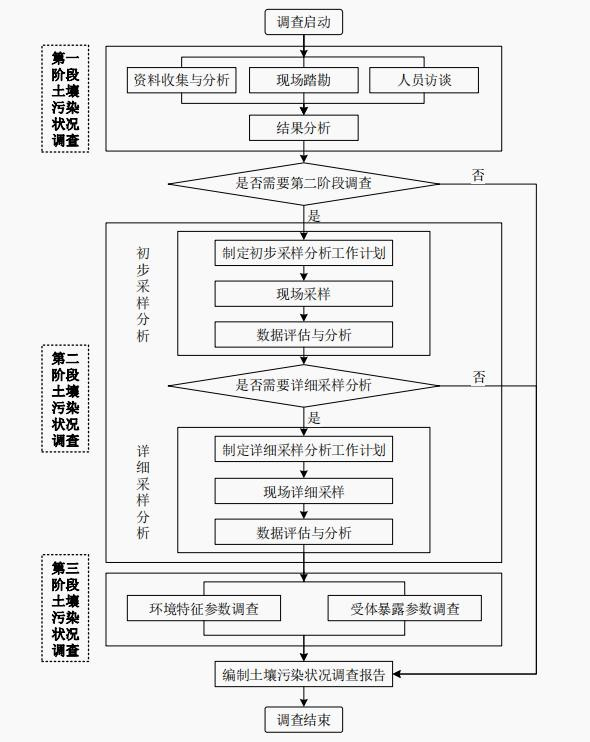 调查启动
第一
阶段
土壤
污染
状况
调查
资料收集与分析
现场踏勘
人员访谈
结果分析
是否需要第二阶段调查
否
是
初
步
采
样
分
析
制定初步采样分析工作计划
现场采样
数据评估与分析
第二
阶段
土壤
污染
状况
调查
是否需要详细采样分析
否
是
详
细
采
样
分
析
制定详细采样分析工作计划
现场详细采样
数据评估与分析
第三
阶段
土壤
污染
状况
调查
环境特征参数调查
受体暴露参数调查
编制土壤污染状况调查报告
调查结束